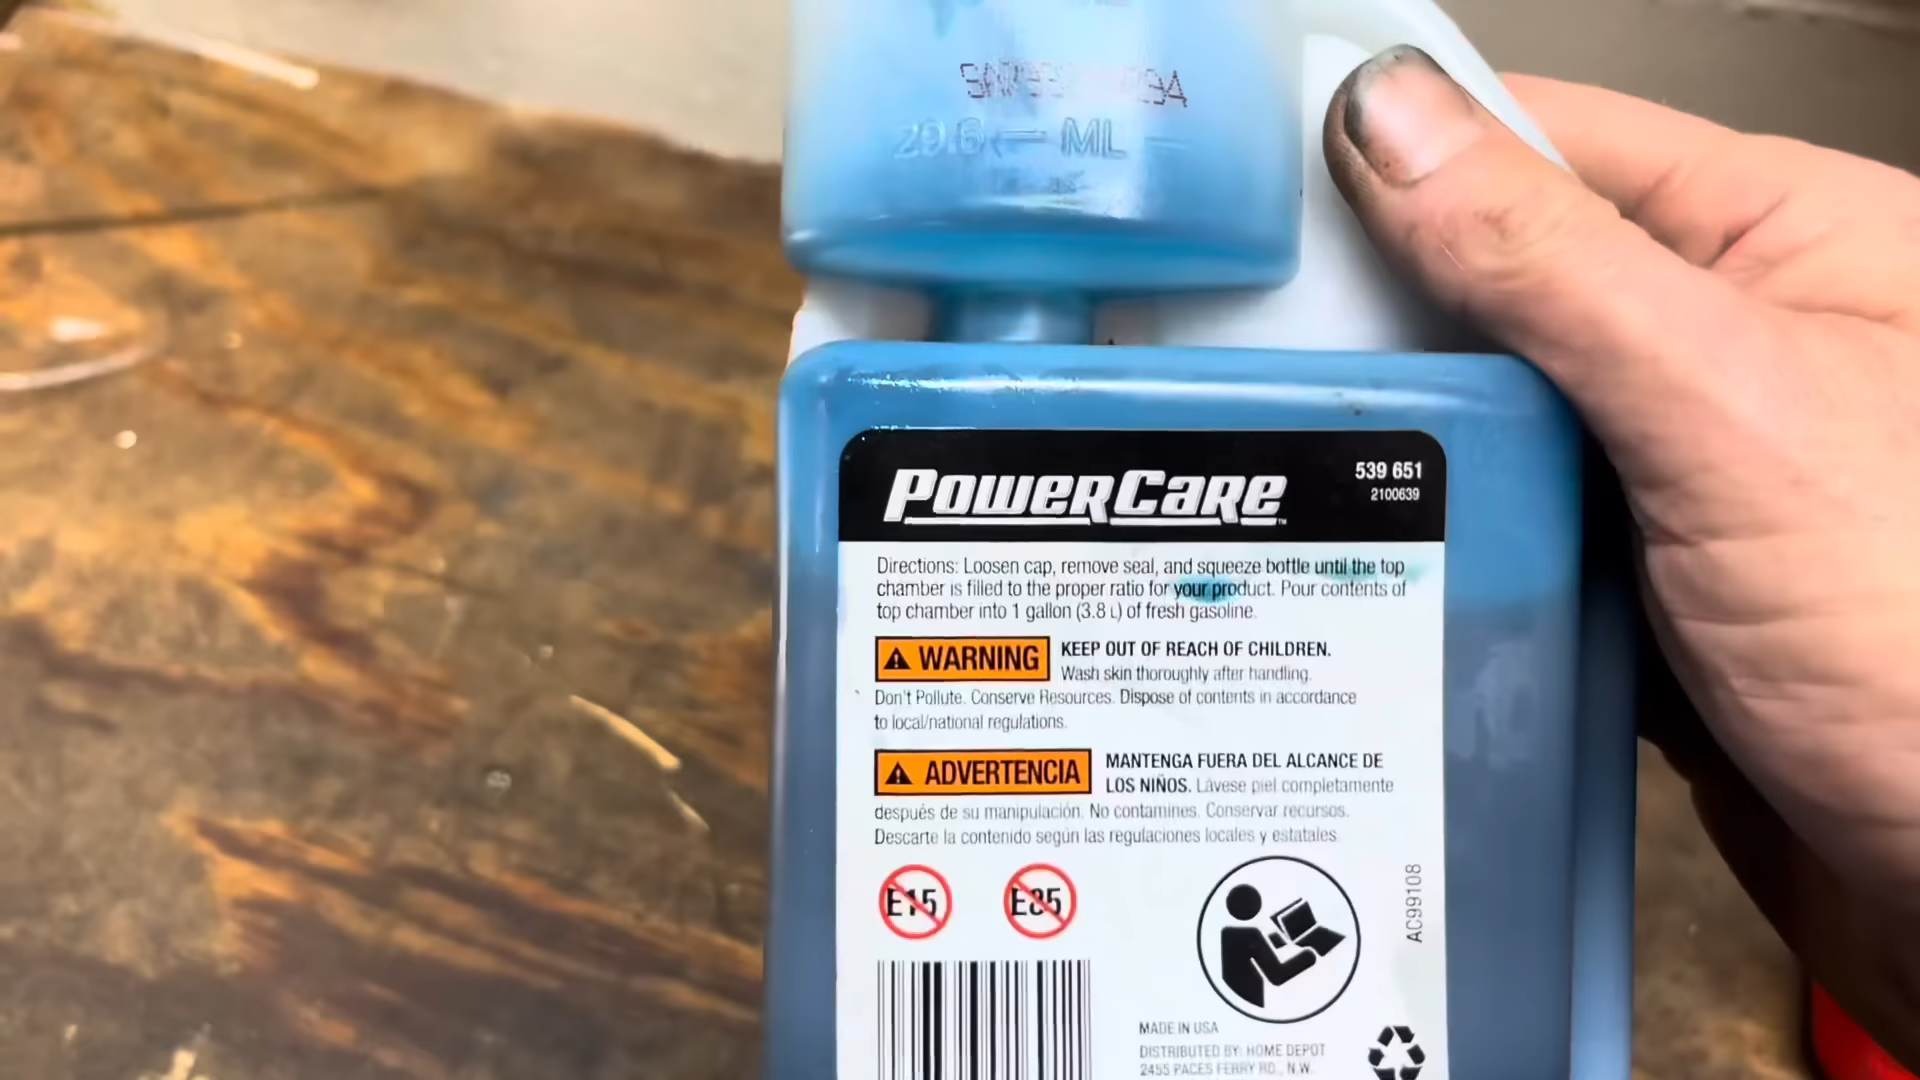 29.6 ML
POWERCARE™
539 651
2100639
Directions: Loosen cap, remove seal, and squeeze bottle until the top
chamber is filled to the proper ratio for your product. Pour contents of
top chamber into 1 gallon (3.8 L) of fresh gasoline.
WARNING KEEP OUT OF REACH OF CHILDREN.
Wash skin thoroughly after handling.
Don't Pollute. Conserve Resources. Dispose of contents in accordance
to local/national regulations.
ADVERTENCIA MANTENGA FUERA DEL ALCANCE DE
LOS NIÑOS. Lávese piel completamente
después de su manipulación. No contamines. Conservar recursos.
Descarte la contenido según las regulaciones locales y estatales.
E15 E85
AC99108
MADE IN USA
DISTRIBUTED BY: HOME DEPOT
2455 PACES FERRY RD., N.W.